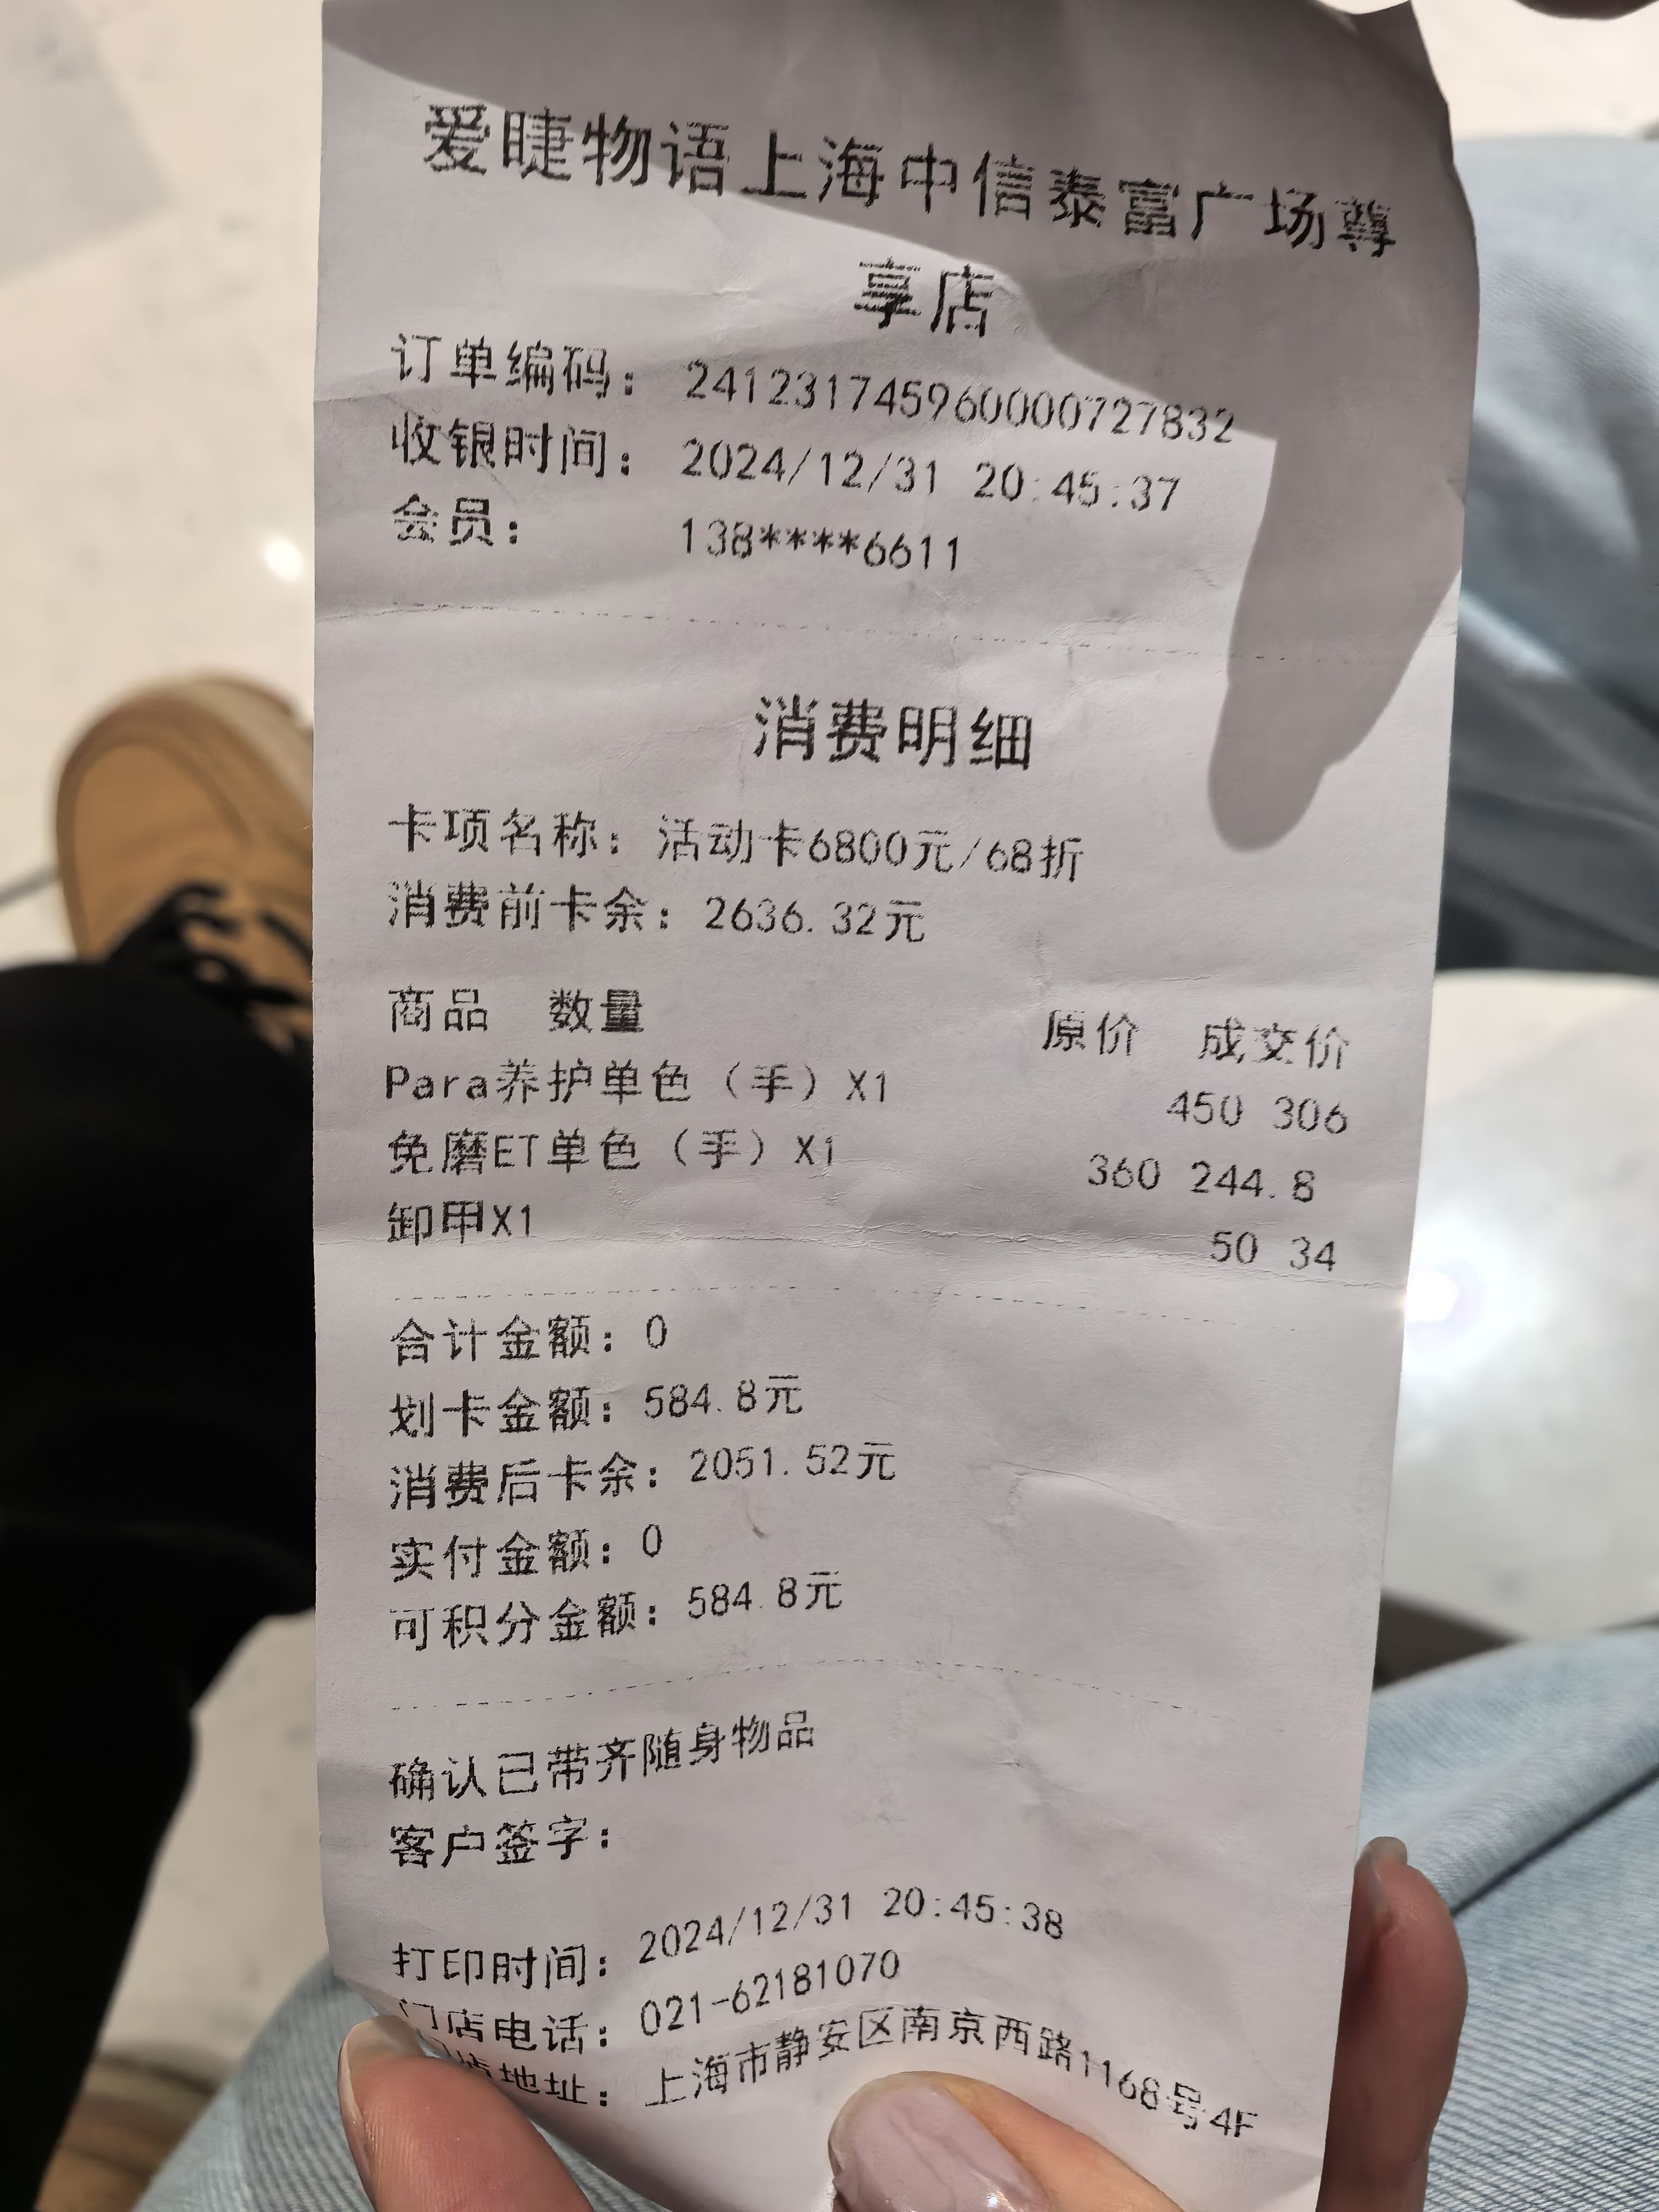 爱睫物语上海中信泰富广场尊
享店
订单编码: 241231745960000727832
收银时间: 2024/12/31 20:45:37
会员: 138****6611
消费明细
卡项名称: 活动卡6800元/68折
消费前卡余: 2636.32元
商品 数量 原价 成交价
Para养护单色（手）X1 450 306
免磨ET单色（手）X1 360 244.8
卸甲X1 50 34
合计金额: 0
划卡金额: 584.8元
消费后卡余: 2051.52元
实付金额: 0
可积分金额: 584.8元
确认已带齐随身物品
客户签字:
打印时间: 2024/12/31 20:45:38
门店电话: 021-62181070
店地址: 上海市静安区南京西路1168号4F